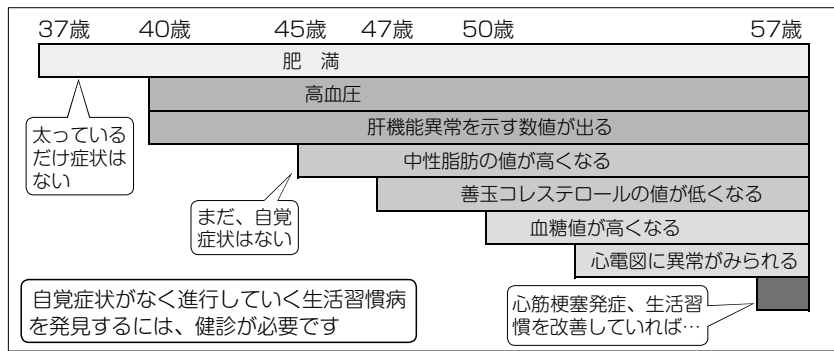 37歳 40歳 45歳 47歳 50歳 57歳
肥 満
高血圧
肝機能異常を示す数値が出る
太っている
だけ症状は
ない
中性脂肪の値が高くなる
善玉コレステロールの値が低くなる
まだ、自覚
症状はない
血糖値が高くなる
心電図に異常がみられる
自覚症状がなく進行していく生活習慣病
を発見するには、健診が必要です
心筋梗塞発症、生活習
慣を改善していれば…